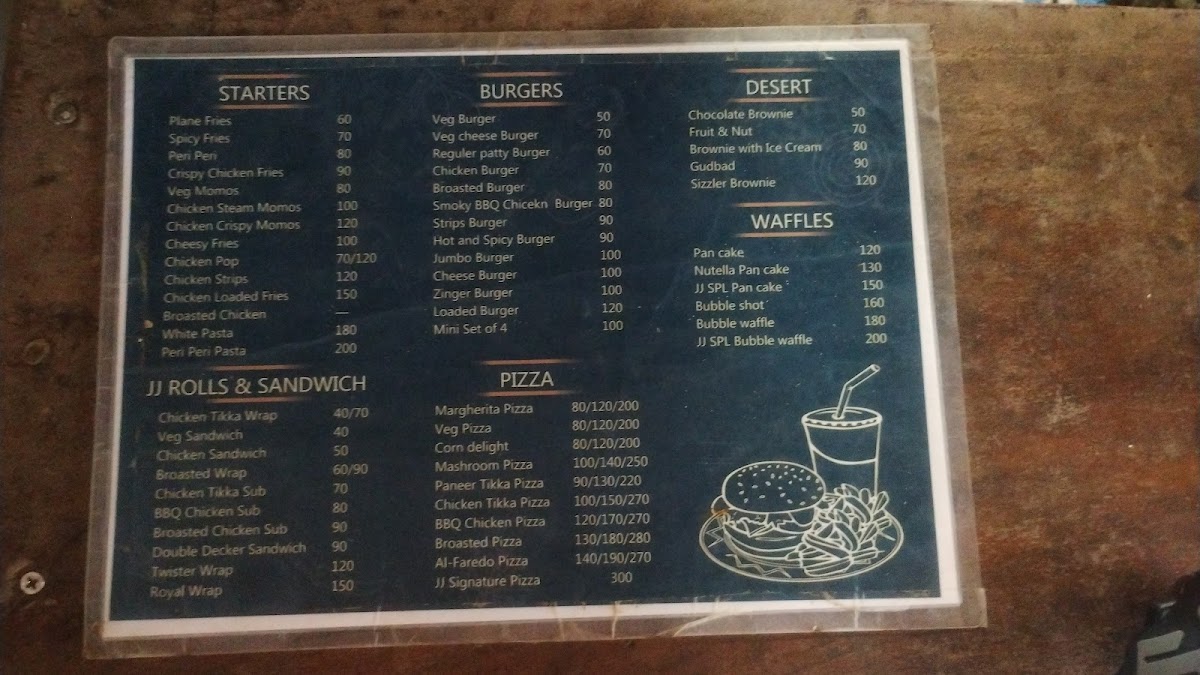 STARTERS
Plane Fries 60
Spicy Fries 70
Peri Peri 80
Crispy Chicken Fries 90
Veg Momos 80
Chicken Steam Momos 100
Chicken Crispy Momos 120
Cheesy Fries 100
Chicken Pop 70/120
Chicken Strips 120
Chicken Loaded Fries 150
Broasted Chicken —
White Pasta 180
Peri Peri Pasta 200
JJ ROLLS & SANDWICH
Chicken Tikka Wrap 40/70
Veg Sandwich 40
Chicken Sandwich 50
Broasted Wrap 60/90
Chicken Tikka Sub 70
BBQ Chicken Sub 80
Broasted Chicken Sub 90
Double Decker Sandwich 90
Twister Wrap 120
Royal Wrap 150
BURGERS
Veg Burger 50
Veg cheese Burger 70
Reguler patty Burger 60
Chicken Burger 70
Broasted Burger 80
Smoky BBQ Chicekn Burger 80
Strips Burger 90
Hot and Spicy Burger 90
Jumbo Burger 100
Cheese Burger 100
Zinger Burger 100
Loaded Burger 120
Mini Set of 4 100
PIZZA
Margherita Pizza 80/120/200
Veg Pizza 80/120/200
Corn delight 80/120/200
Mashroom Pizza 100/140/250
Paneer Tikka Pizza 90/130/220
Chicken Tikka Pizza 100/150/270
BBQ Chicken Pizza 120/170/270
Broasted Pizza 130/180/280
Al-Faredo Pizza 140/190/270
JJ Signature Pizza 300
DESERT
Chocolate Brownie 50
Fruit & Nut 70
Brownie with Ice Cream 80
Gudbad 90
Sizzler Brownie 120
WAFFLES
Pan cake 120
Nutella Pan cake 130
JJ SPL Pan cake 150
Bubble shot 160
Bubble waffle 180
JJ SPL Bubble waffle 200